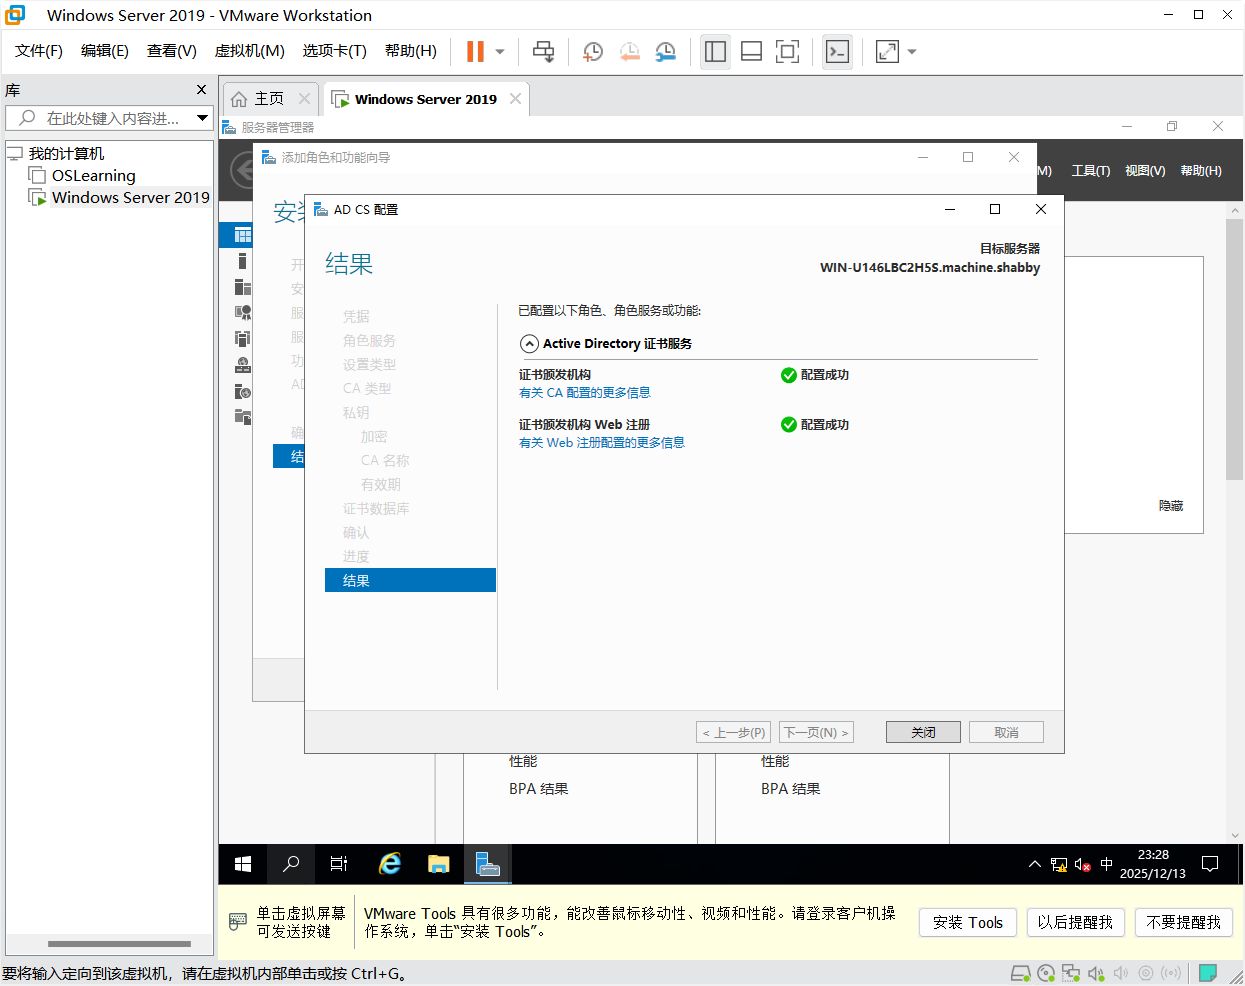 Windows Server 2019 - VMware Workstation
文件(F) 编辑(E) 查看(V) 虚拟机(M) 选项卡(T) 帮助(H)
库
在此处键入内容进...
我的计算机
OSLearning
Windows Server 2019
主页
Windows Server 2019
服务器管理器
添加角色和功能向导
M) 工具(T) 视图(V) 帮助(H)
安装
AD CS 配置
结果
目标服务器
WIN-U146LBC2H5S.machine.shabby
开
安
服
服
功
AD
确
结
凭据
角色服务
设置类型
CA 类型
私钥
加密
CA 名称
有效期
证书数据库
确认
进度
结果
已配置以下角色、角色服务或功能:
Active Directory 证书服务
证书颁发机构 配置成功
有关 CA 配置的更多信息
证书颁发机构 Web 注册 配置成功
有关 Web 注册配置的更多信息
隐藏
< 上一步(P) 下一页(N) > 关闭 取消
性能 性能
BPA 结果 BPA 结果
中
23:28
2025/12/13
单击虚拟屏幕
可发送按键
VMware Tools 具有很多功能，能改善鼠标移动性、视频和性能。请登录客户机操
作系统，单击“安装 Tools”。
安装 Tools 以后提醒我 不要提醒我
要将输入定向到该虚拟机，请在虚拟机内部单击或按 Ctrl+G。